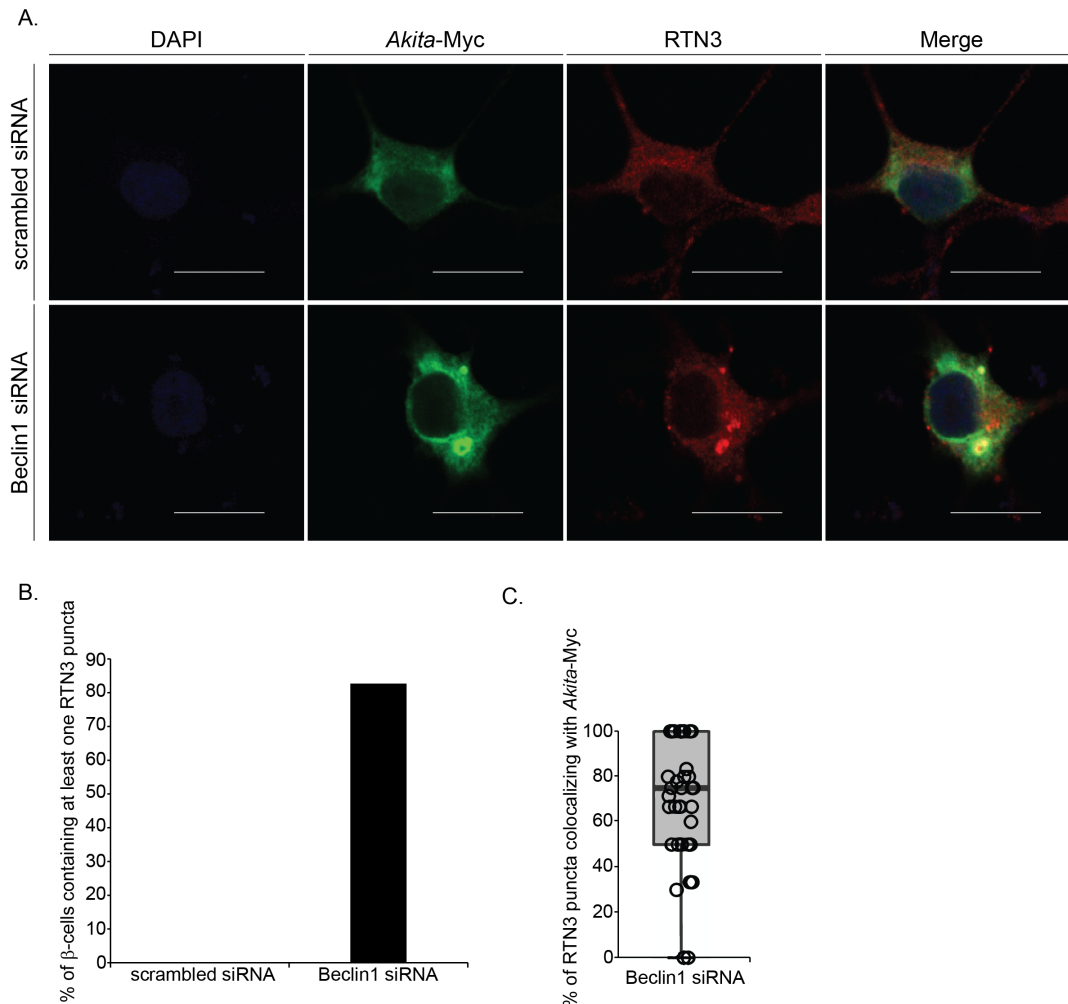 A.
DAPI
Akita-Myc
RTN3
Merge
scrambled siRNA
Beclin1 siRNA
B.
% of β-cells containing at least one RTN3 puncta
90
80
70
60
50
40
30
20
10
0
scrambled siRNA
Beclin1 siRNA
C.
% of RTN3 puncta colocalizing with Akita-Myc
100
80
60
40
20
0
Beclin1 siRNA